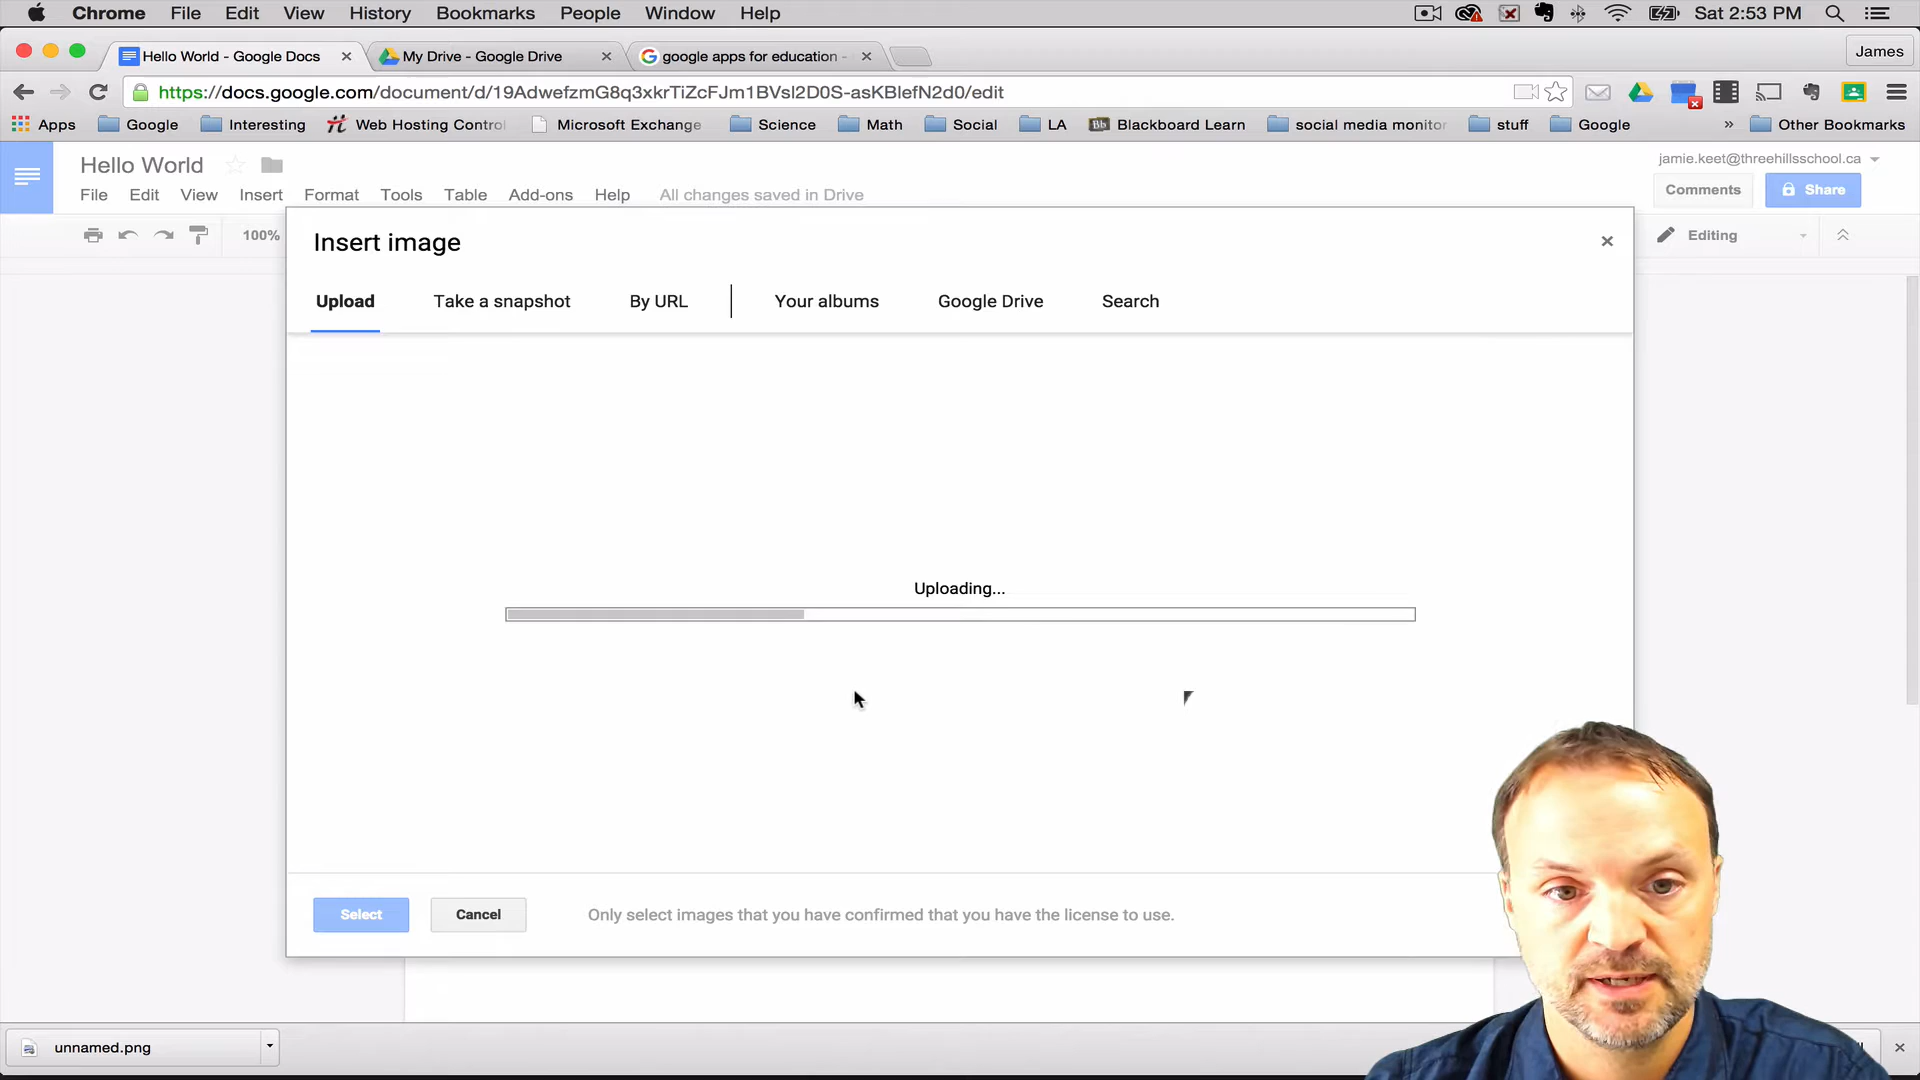 Chrome File Edit View History Bookmarks People Window Help Sat 2:53 PM
Hello World - Google Docs My Drive - Google Drive google apps for education - James
https://docs.google.com/document/d/19AdwefzmG8q3xkrTiZcFJm1BVsl2D0S-asKBlefN2d0/edit
Apps Google Interesting Web Hosting Contro Microsoft Exchange Science Math Social LA Bb Blackboard Learn social media monitor stuff Google » Other Bookmarks
Hello World jamie.keet@threehillsschool.ca
File Edit View Insert Format Tools Table Add-ons Help All changes saved in Drive Comments Share
100% Editing
Insert image
Upload Take a snapshot By URL Your albums Google Drive Search
Uploading...
Select Cancel Only select images that you have confirmed that you have the license to use.
unnamed.png